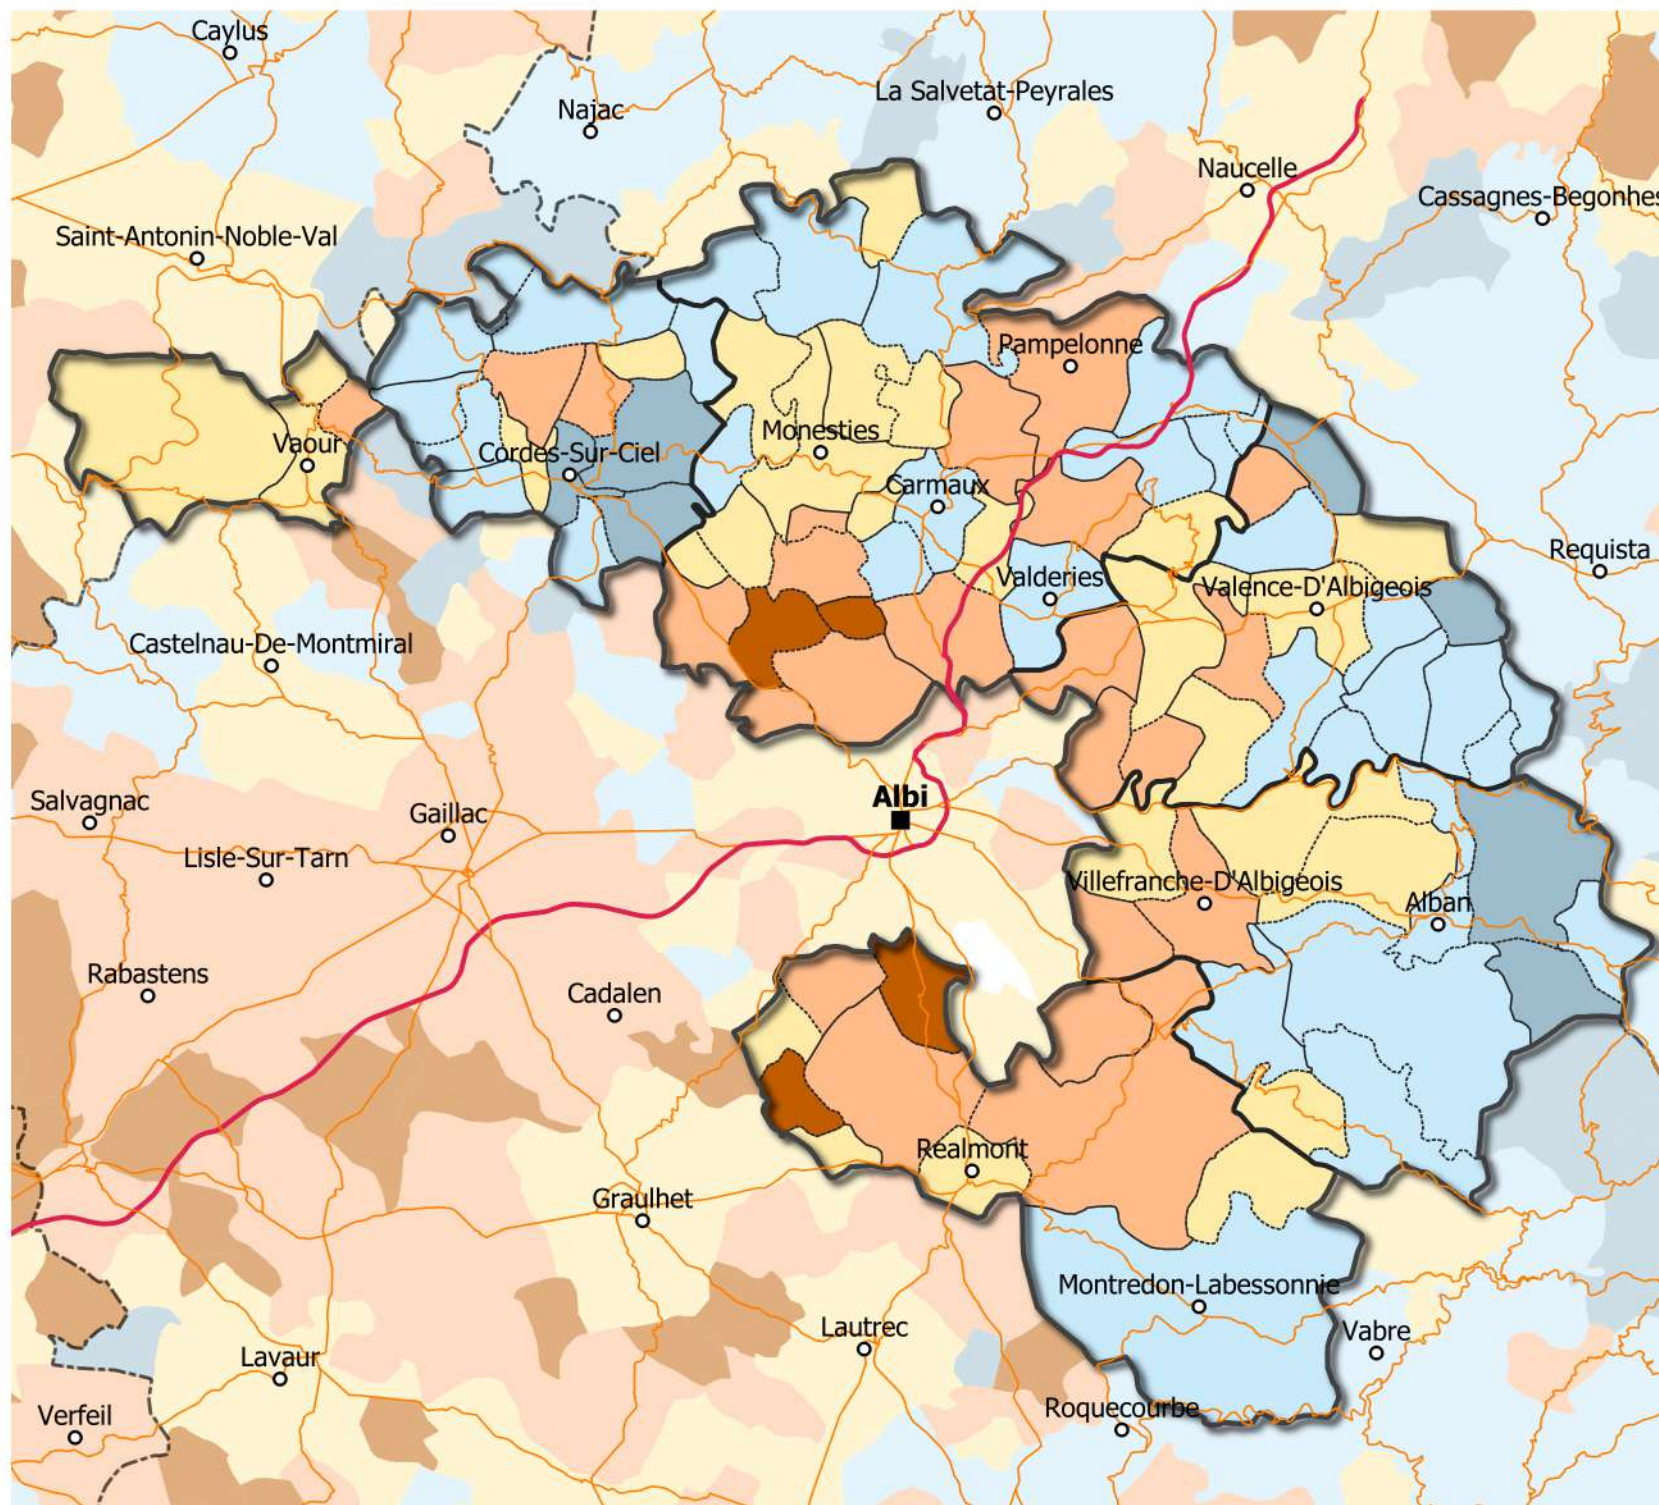 Caylus
La Salvetat-Peyrales
Najac
Naucelle
Cassagnes-Begonhes
Saint-Antonin-Noble-Val
Pampelonne
Monesties
Vaour
Cordes-Sur-Ciel
Carmaux
Requista
Valderies
Valence-D'Albigeois
Castelnau-De-Montmiral
Salvagnac
Albi
Gaillac
Lisle-Sur-Tarn
Villefranche-D'Albigeois
Alban
Rabastens
Cadalen
Realmont
Graulhet
Montredon-Labessonnie
Lautrec
Vabre
Lavaur
Roquecourbe
Verfeil